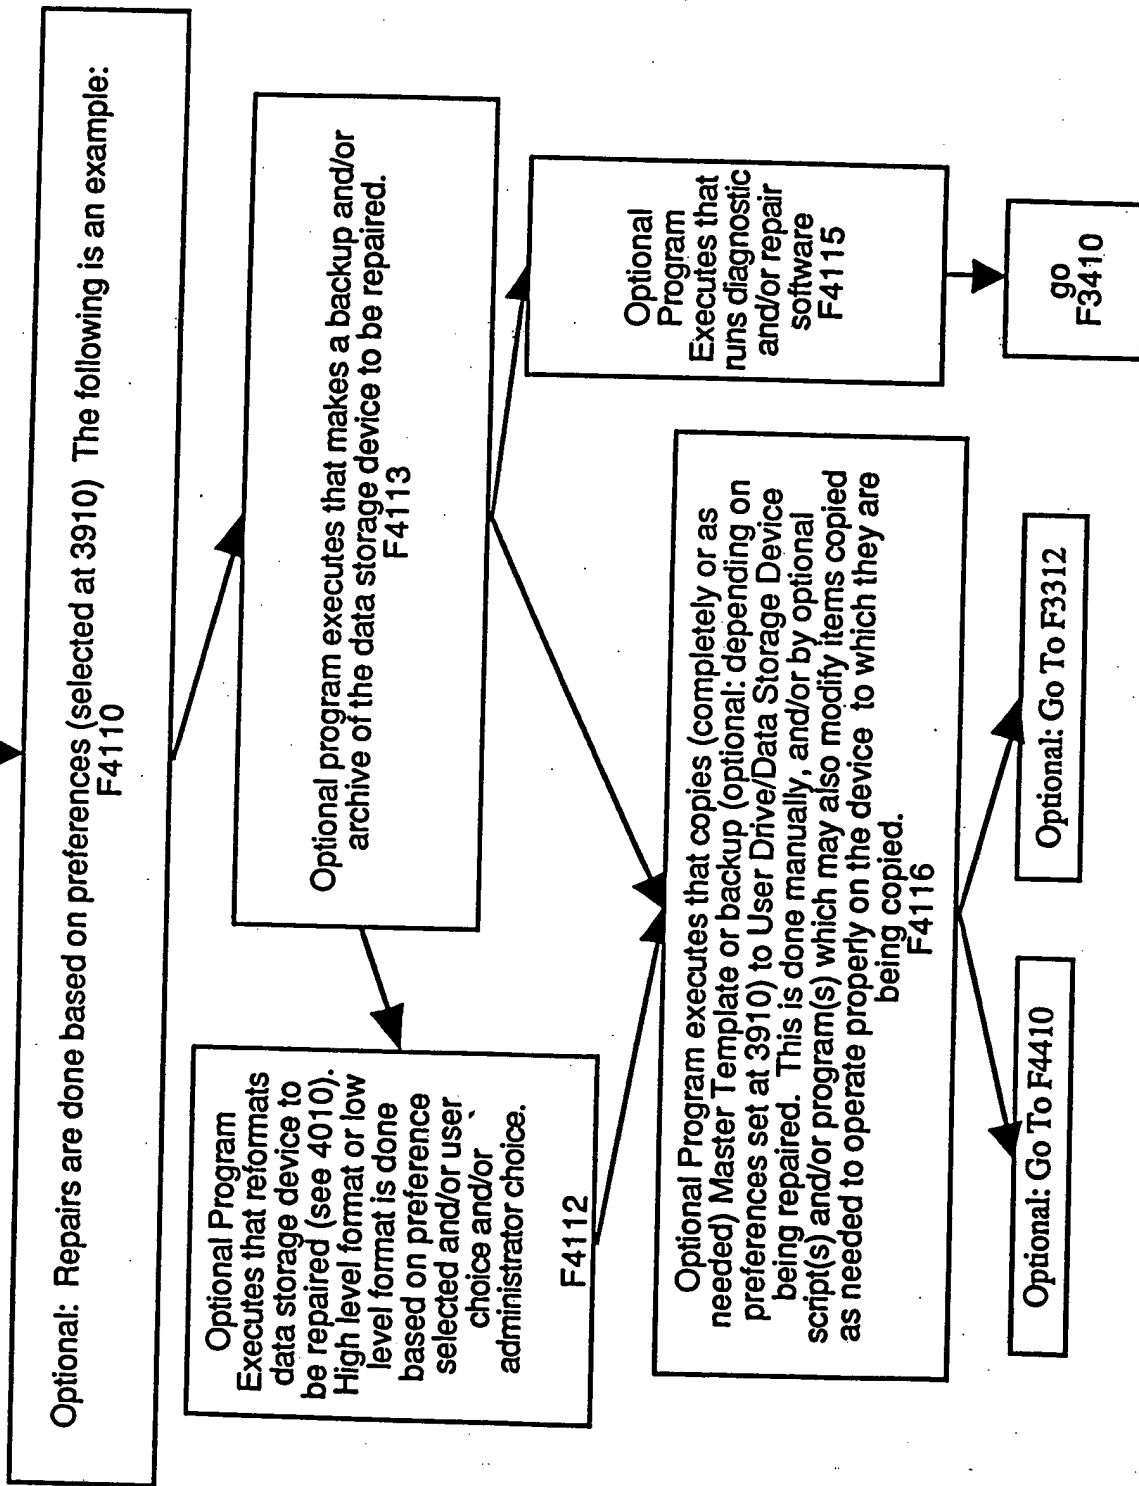 Optional: Repairs are done based on preferences (selected at 3910) The following is an example:
F4110
Optional program executes that makes a backup and/or
archive of the data storage device to be repaired.
F4113
Optional Program
Executes that reformats
data storage device to
be repaired (see 4010).
High level format or low
level format is done
based on preference
selected and/or user
choice and/or
administrator choice.
F4112
Optional
Program
Executes that
runs diagnostic
and/or repair
software
F4115
Optional Program executes that copies (completely or as
needed) Master Template or backup (optional: depending on
preferences set at 3910) to User Drive/Data Storage Device
being repaired. This is done manually, and/or by optional
script(s) and/or program(s) which may also modify items copied
as needed to operate properly on the device to which they are
being copied.
F4116
go
F3410
Optional: Go To F4410
Optional: Go To F3312